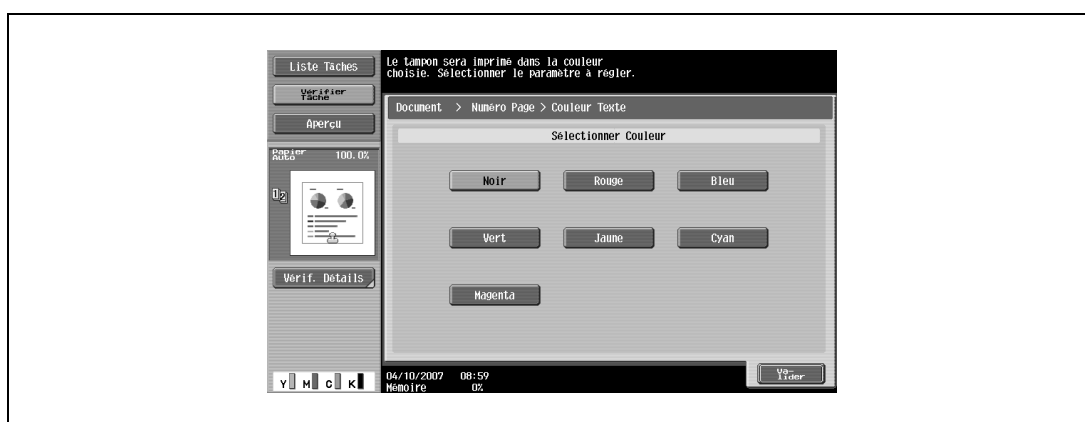 Liste Tâches
Vérifier
Tâche
Aperçu
Papier
Auto 100.0%
Vérif. Détails
Y M C K
Le tampon sera imprimé dans la couleur
choisie. Sélectionner le paramètre à régler.
Document > Numéro Page > Couleur Texte
Sélectionner Couleur
Noir Rouge Bleu
Vert Jaune Cyan
Magenta
04/10/2007 08:59
Mémoire 0%
Va-
lider